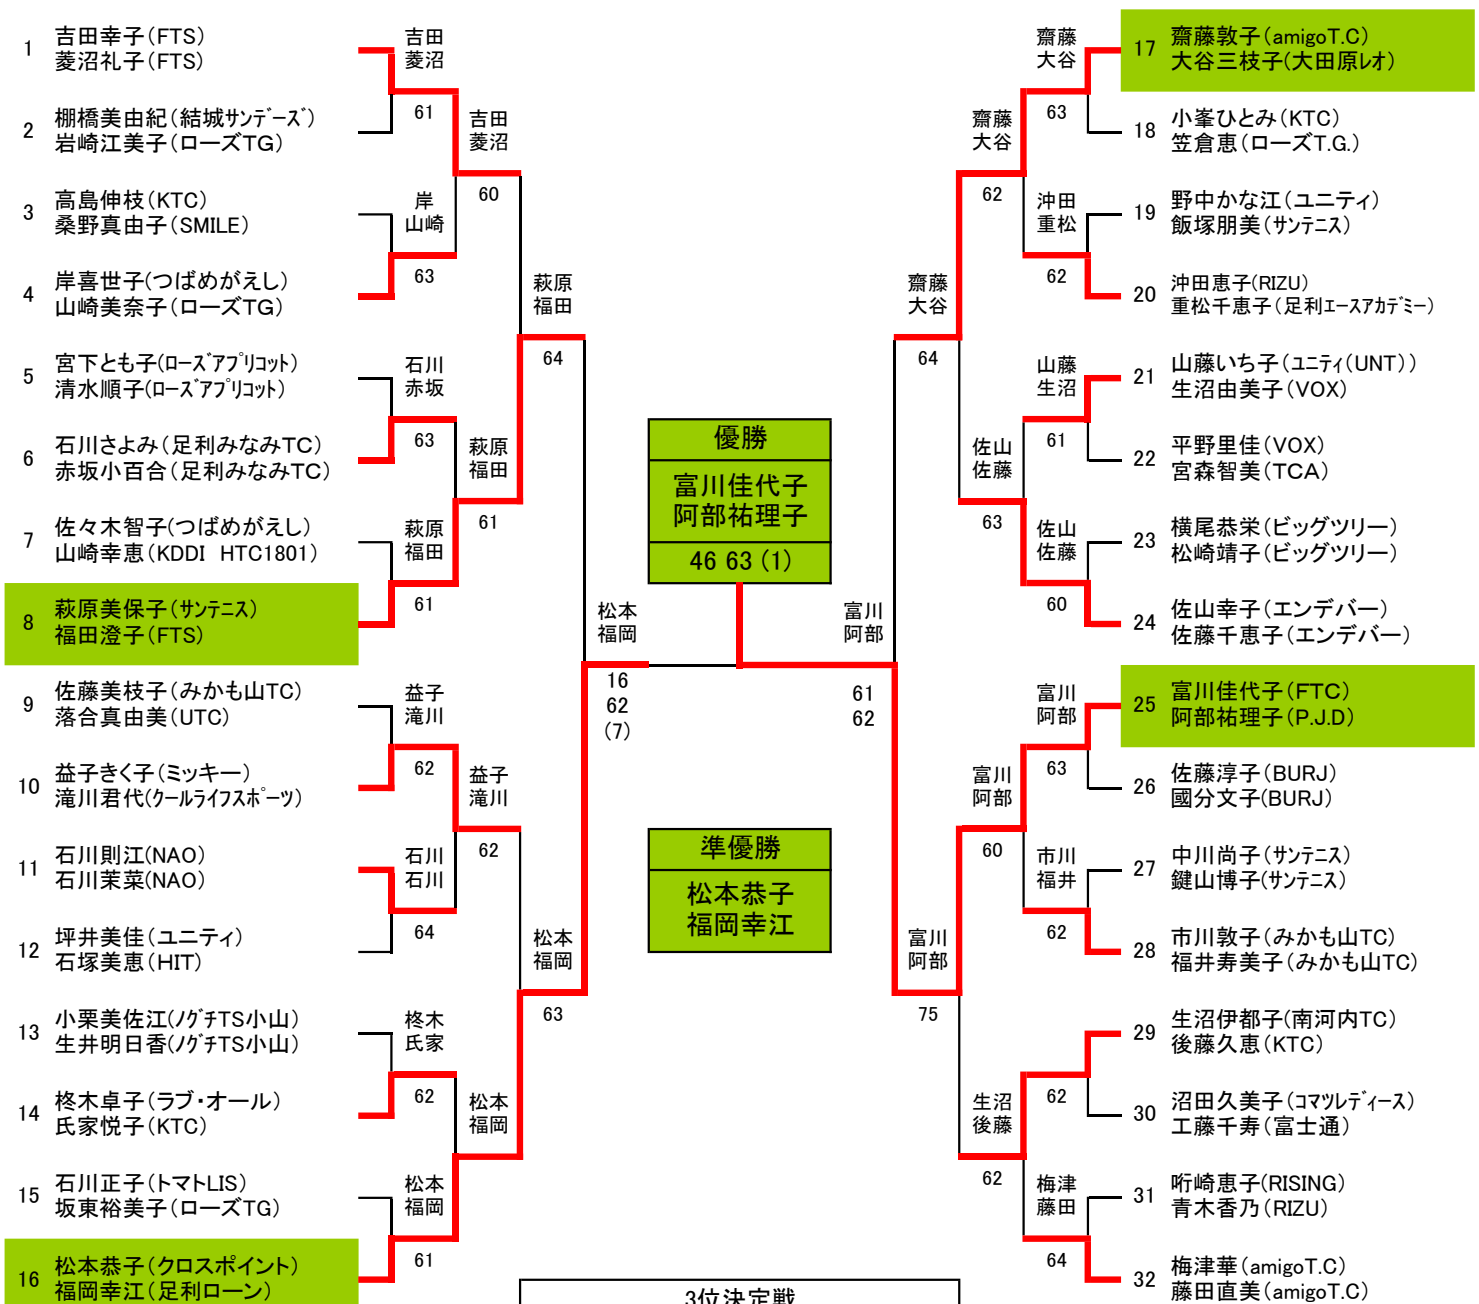 1 吉田幸子(FTS)
菱沼礼子(FTS)
2 棚橋美由紀(結城サンデーズ)
岩崎江美子(ローズTG)
3 高島伸枝(KTC)
桑野真由子(SMILE)
4 岸喜世子(つばめがえし)
山崎美奈子(ローズTG)
5 宮下とも子(ローズアプリコット)
清水順子(ローズアプリコット)
6 石川さよみ(足利みなみTC)
赤坂小百合(足利みなみTC)
7 佐々木智子(つばめがえし)
山崎幸恵(KDDI HTC1801)
8 萩原美保子(サンテニス)
福田澄子(FTS)
9 佐藤美枝子(みかも山TC)
落合真由美(UTC)
10 益子きく子(ミッキー)
滝川君代(クールライフスポーツ)
11 石川則江(NAO)
石川茉菜(NAO)
12 坪井美佳(ユニティ)
石塚美恵(HIT)
13 小栗美佐江(ノグチTS小山)
生井明日香(ノグチTS小山)
14 柊木卓子(ラブ・オール)
氏家悦子(KTC)
15 石川正子(トマトLIS)
坂東裕美子(ローズTG)
16 松本恭子(クロスポイント)
福岡幸江(足利ローン)
吉田
菱沼
61
岸
山崎
63
石川
赤坂
63
萩原
福田
61
益子
滝川
62
石川
石川
64
柊木
氏家
62
松本
福岡
61
吉田
菱沼
60
萩原
福田
61
益子
滝川
62
松本
福岡
萩原
福田
64
松本
福岡
63
松本
福岡
16
62
(7)
優勝
富川佳代子
阿部祐理子
46 63 (1)
準優勝
松本恭子
福岡幸江
3位決定戦
富川
阿部
61
62
齋藤
大谷
64
富川
阿部
75
齋藤
大谷
62
佐山
佐藤
63
富川
阿部
60
生沼
後藤
62
齋藤
大谷
63
沖田
重松
62
山藤
生沼
61
佐山
佐藤
60
富川
阿部
63
市川
福井
62
62
梅津
藤田
64
17 齋藤敦子(amigoT.C)
大谷三枝子(大田原レオ)
18 小峯ひとみ(KTC)
笠倉恵(ローズT.G.)
19 野中かな江(ユニティ)
飯塚朋美(サンテニス)
20 沖田恵子(RIZU)
重松千恵子(足利エースアカデミー)
21 山藤いち子(ユニティ(UNT))
生沼由美子(VOX)
22 平野里佳(VOX)
宮森智美(TCA)
23 横尾恭栄(ビッグツリー)
松崎靖子(ビッグツリー)
24 佐山幸子(エンデバー)
佐藤千恵子(エンデバー)
25 富川佳代子(FTC)
阿部祐理子(P.J.D)
26 佐藤淳子(BURJ)
國分文子(BURJ)
27 中川尚子(サンテニス)
鍵山博子(サンテニス)
28 市川敦子(みかも山TC)
福井寿美子(みかも山TC)
29 生沼伊都子(南河内TC)
後藤久恵(KTC)
30 沼田久美子(コマツレディース)
工藤千寿(富士通)
31 哘崎恵子(RISING)
青木香乃(RIZU)
32 梅津華(amigoT.C)
藤田直美(amigoT.C)